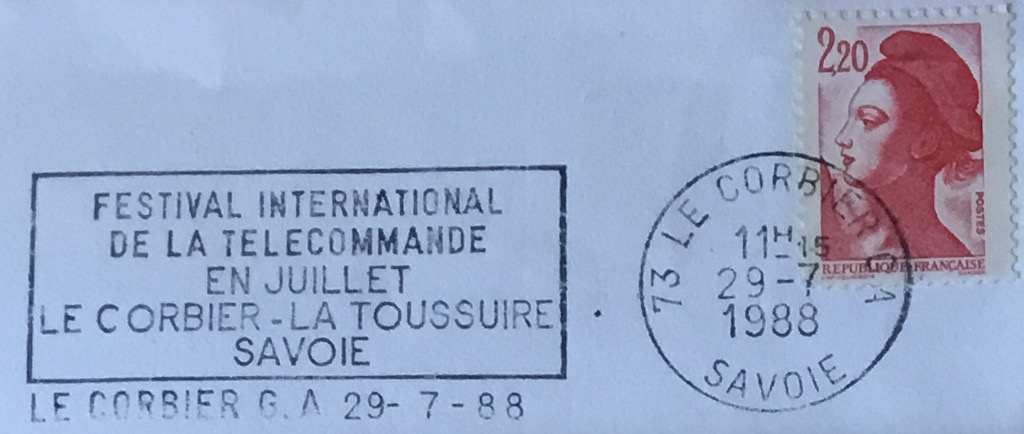 FESTIVAL INTERNATIONAL
DE LA TELECOMMANDE
EN JUILLET
LE CORBIER - LA TOUSSUIRE
SAVOIE
LE CORBIER G.A 29-7-88
73 LE CORBIER G.A
11H15
29-7
1988
SAVOIE
2,20
POSTES
REPUBLIQUE FRANÇAISE